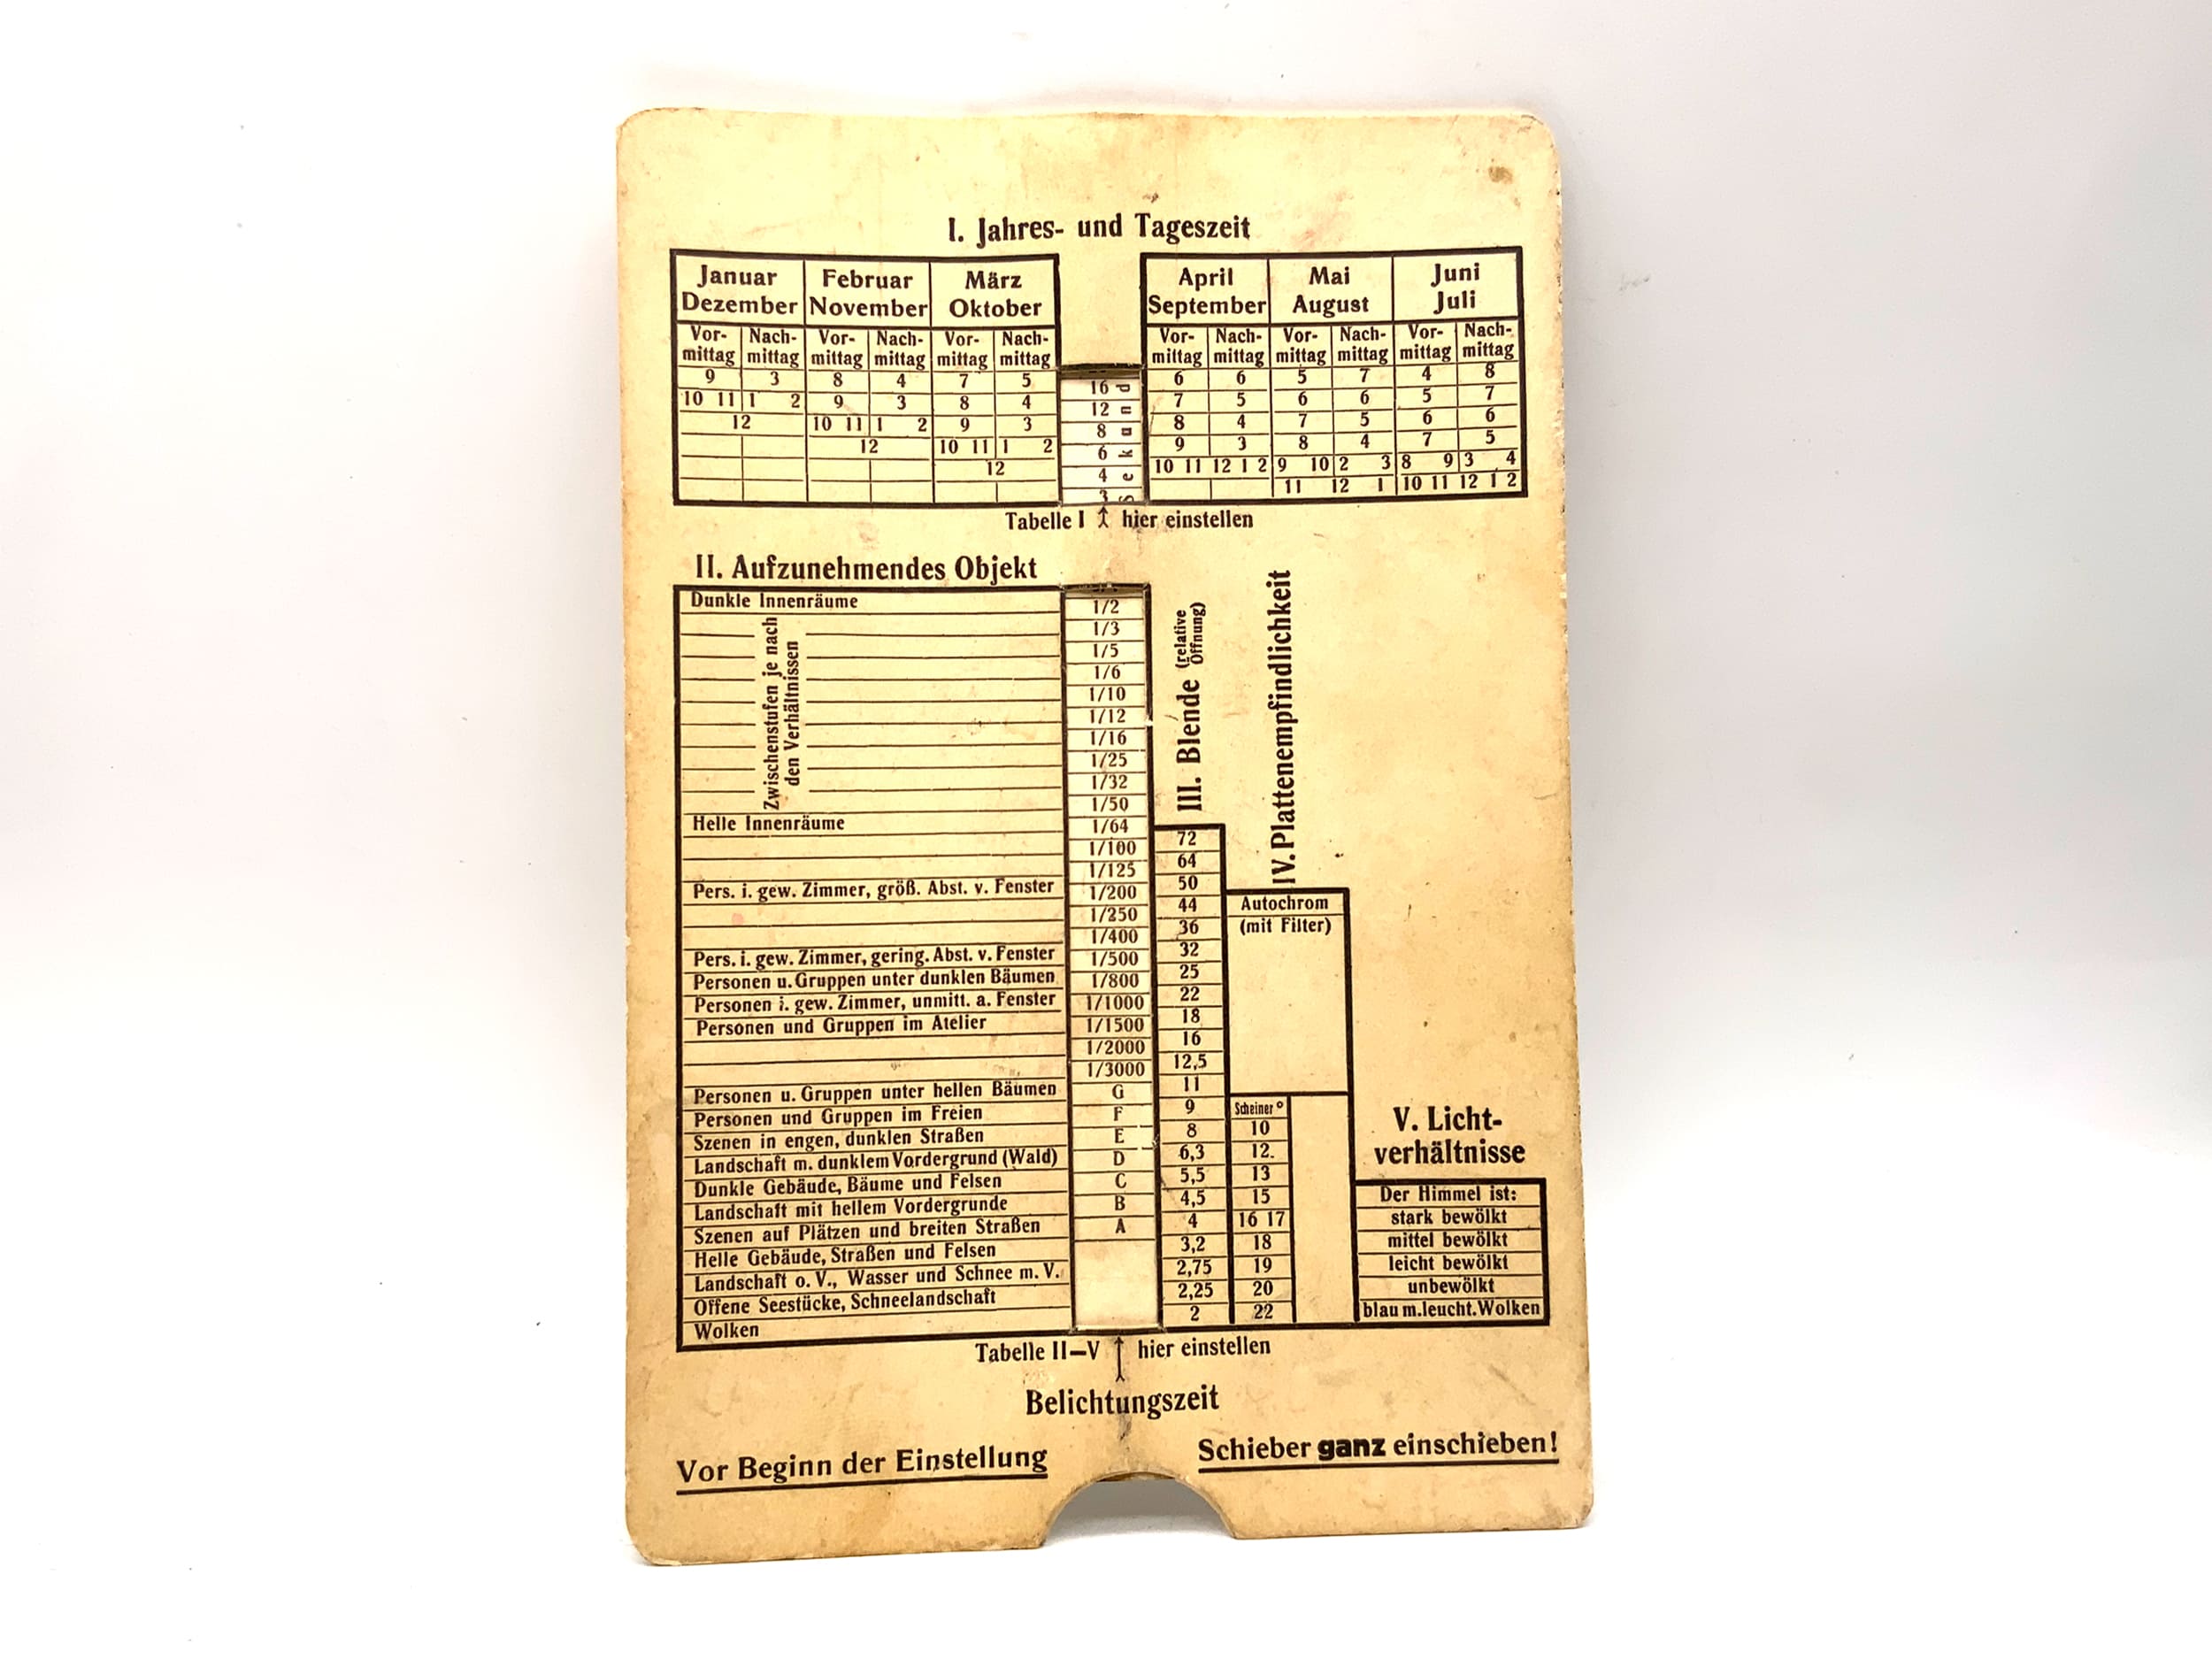 I. Jahres- und Tageszeit
Januar Dezember Februar November März Oktober April September Mai August Juni Juli
Vor- mittag Nach- mittag Vor- mittag Nach- mittag Vor- mittag Nach- mittag Vor- mittag Nach- mittag Vor- mittag Nach- mittag Vor- mittag Nach- mittag
9 3 8 4 7 5 16 6 6 5 7 4 8
10 11 1 2 9 3 8 4 12 7 5 6 6 5 7
12 10 11 1 2 9 3 8 8 4 7 5 6 6
12 10 11 1 2 6 9 3 8 4 7 5
12 4 10 11 12 1 2 9 10 2 3 8 9 3 4
3 11 12 1 10 11 12 1 2
Sekund
Tabelle I hier einstellen
II. Aufzunehmendes Objekt
III. Blende (relative Öffnung)
IV. Plattenempfindlichkeit
Dunkle Innenräume 1/2
Zwischenstufen je nach
den Verhältnissen
1/3
1/5
1/6
1/10
1/12
1/16
1/25
1/32
1/50
Helle Innenräume 1/64 72
1/100 64
1/125 50
Pers. i. gew. Zimmer, größ. Abst. v. Fenster 1/200 44 Autochrom
1/250 36 (mit Filter)
1/400 32
Pers. i. gew. Zimmer, gering. Abst. v. Fenster 1/500 25
Personen u. Gruppen unter dunklen Bäumen 1/800 22
Personen i. gew. Zimmer, unmitt. a. Fenster 1/1000 18
Personen und Gruppen im Atelier 1/1500 16
1/2000 12,5
1/3000 11
Personen u. Gruppen unter hellen Bäumen G 9 Scheiner °
Personen und Gruppen im Freien F 8 10
Szenen in engen, dunklen Straßen E 6,3 12.
Landschaft m. dunklem Vordergrund (Wald) D 5,5 13
Dunkle Gebäude, Bäume und Felsen C 4,5 15
Landschaft mit hellem Vordergrunde B 4 16 17
Szenen auf Plätzen und breiten Straßen A 3,2 18
Helle Gebäude, Straßen und Felsen 2,75 19
Landschaft o. V., Wasser und Schnee m. V. 2,25 20
Offene Seestücke, Schneelandschaft 2 22
Wolken
V. Licht-
verhältnisse
Der Himmel ist:
stark bewölkt
mittel bewölkt
leicht bewölkt
unbewölkt
blau m. leucht. Wolken
Tabelle II—V hier einstellen
Belichtungszeit
Vor Beginn der Einstellung Schieber ganz einschieben!